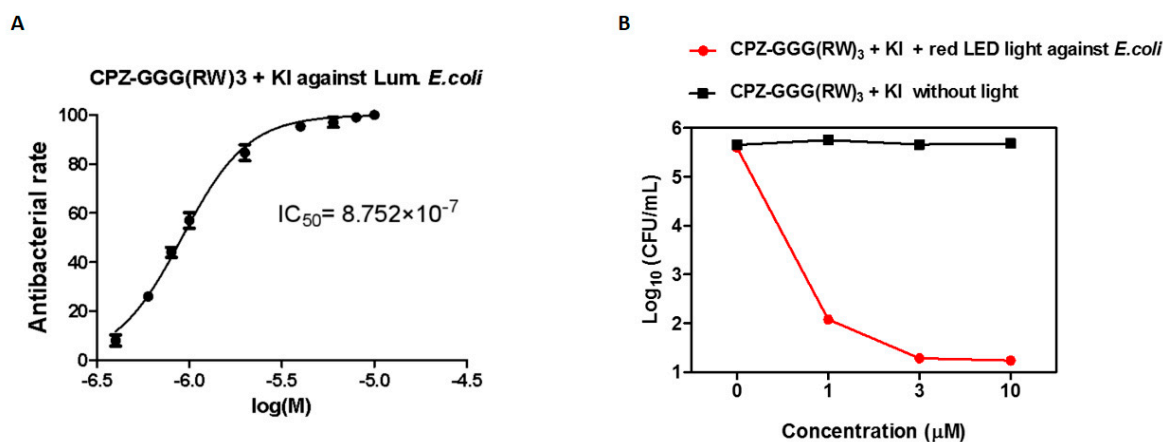 A
CPZ-GGG(RW)3 + KI against Lum. E.coli
Antibacterial rate
100
80
60
40
20
0
IC₅₀= 8.752×10⁻⁷
-6.5 -6.0 -5.5 -5.0 -4.5
log(M)
B
CPZ-GGG(RW)₃ + KI + red LED light against E.coli
CPZ-GGG(RW)₃ + KI without light
Log₁₀ (CFU/mL)
6
5
4
3
2
1
0 1 3 10
Concentration (μM)